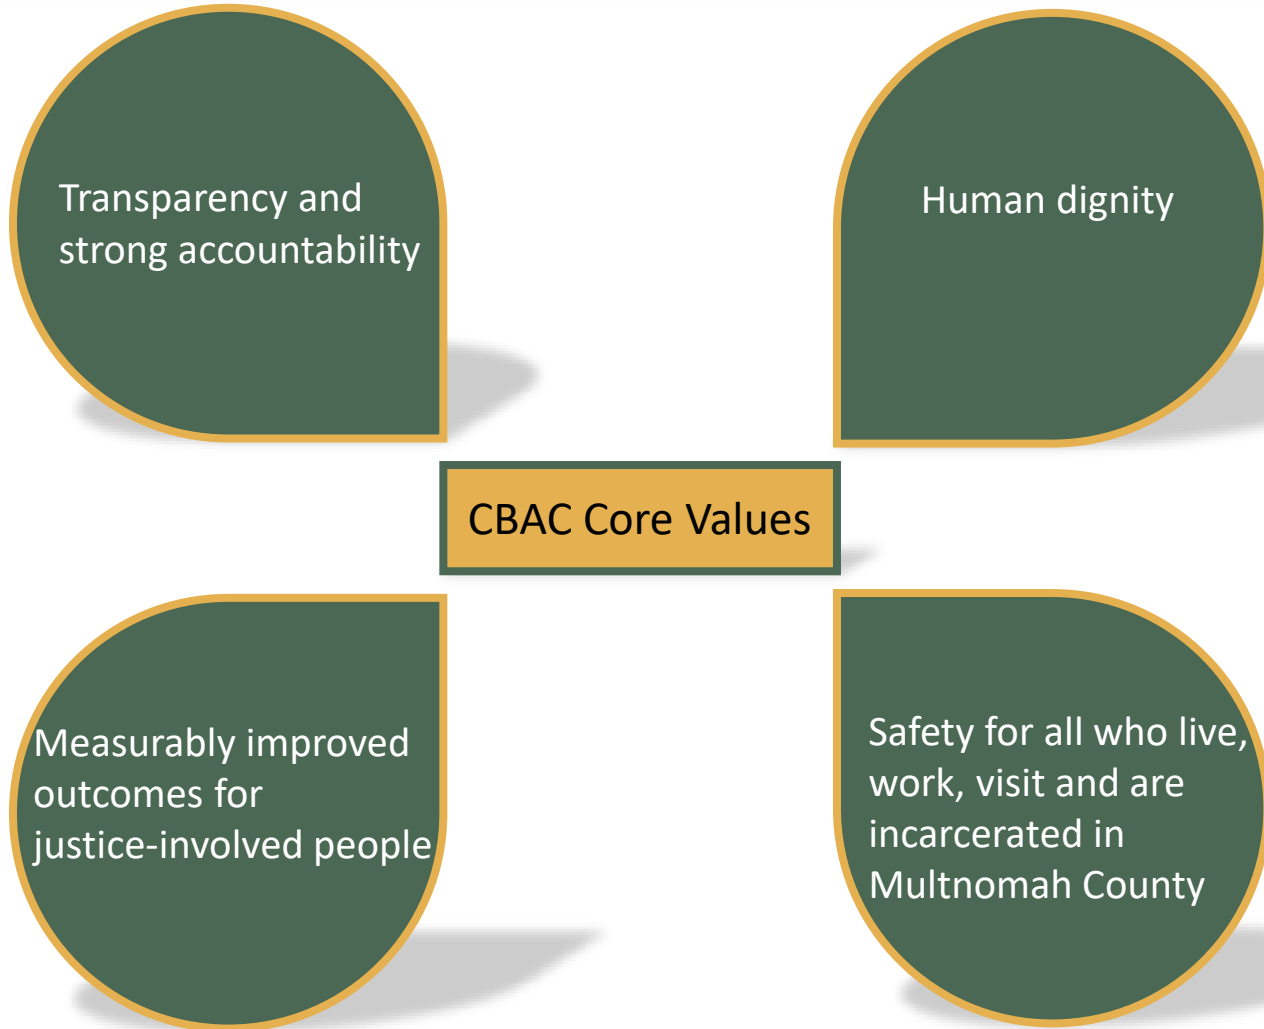 Transparency and
strong accountability
Human dignity
CBAC Core Values
Measurably improved
outcomes for
justice-involved people
Safety for all who live,
work, visit and are
incarcerated in
Multnomah County